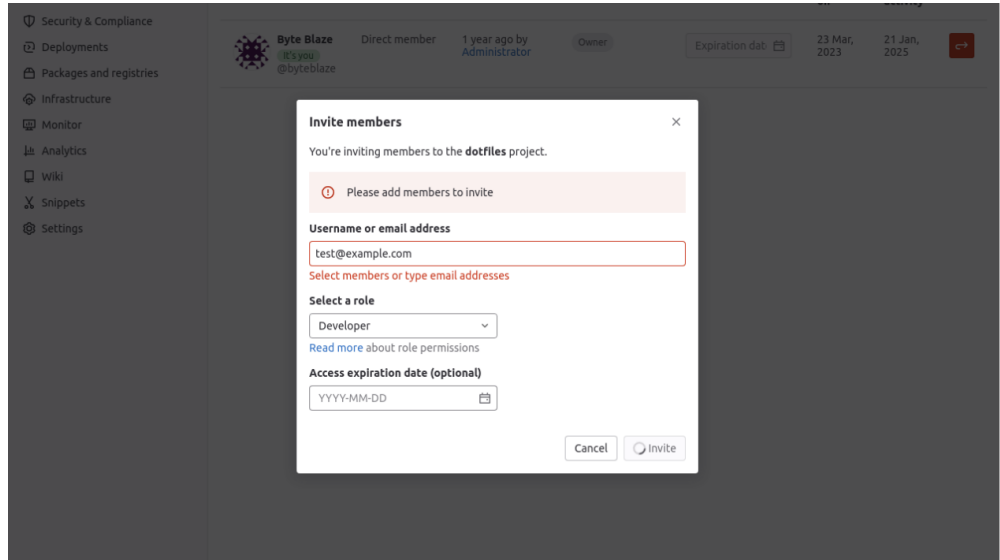 Security & Compliance
Deployments
Packages and registries
Infrastructure
Monitor
Analytics
Wiki
Snippets
Settings
Byte Blaze
It's you
@byteblaze
Direct member
1 year ago by
Administrator
Owner
Expiration dat
23 Mar,
2023
21 Jan,
2025
Invite members
You're inviting members to the dotfiles project.
Please add members to invite
Username or email address
test@example.com
Select members or type email addresses
Select a role
Developer
Read more about role permissions
Access expiration date (optional)
YYYY-MM-DD
Cancel
Invite